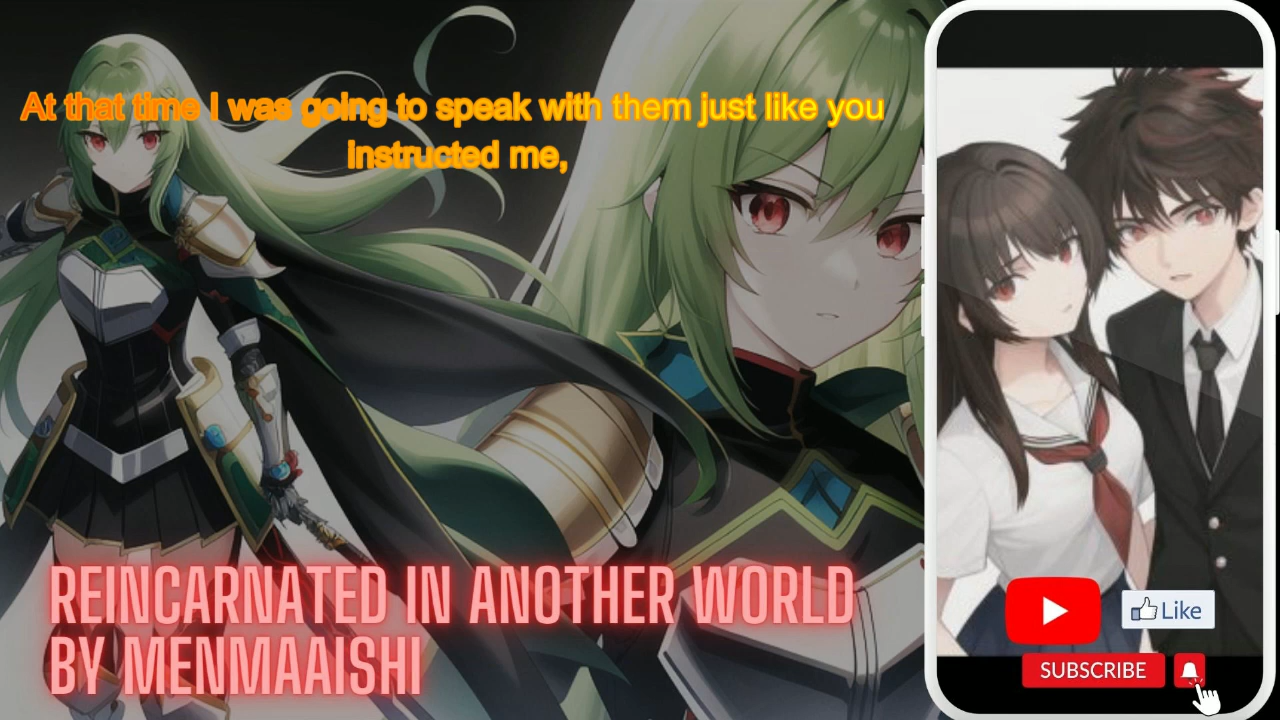 At that time I was going to speak with them just like you
instructed me,
REINCARNATED IN ANOTHER WORLD
BY MENMAAISHI
Like
SUBSCRIBE